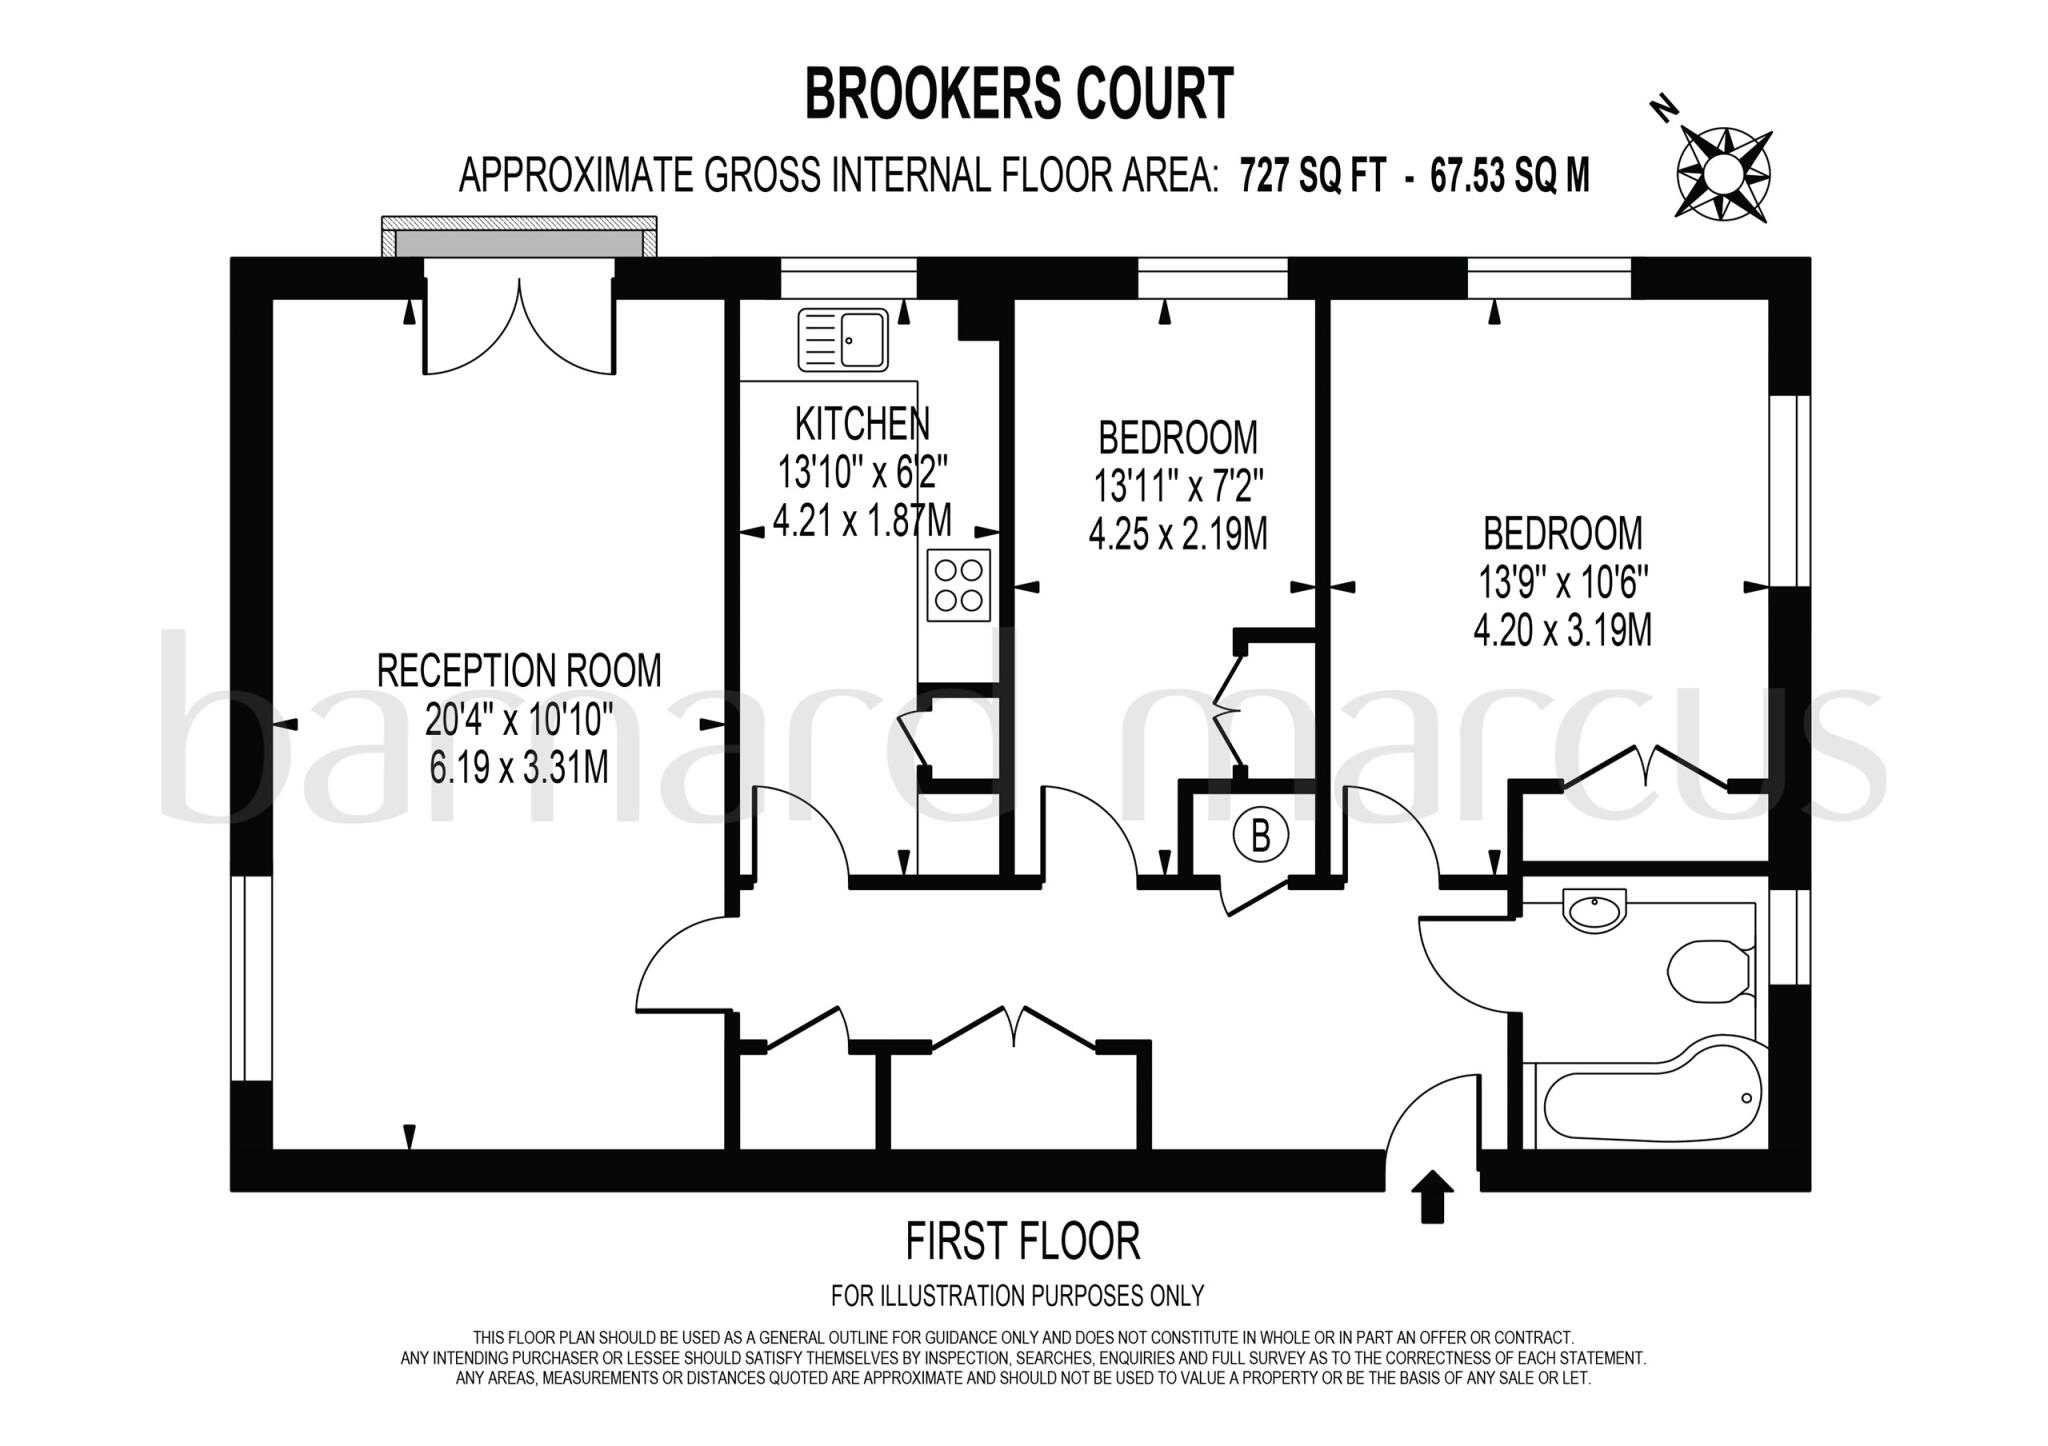 BROOKERS COURT
N
APPROXIMATE GROSS INTERNAL FLOOR AREA: 727 SQ FT - 67.53 SQ M
KITCHEN
13'10" x 6'2"
4.21 x 1.87M
BEDROOM
13'11" x 7'2"
4.25 x 2.19M
BEDROOM
13'9" x 10'6"
4.20 x 3.19M
RECEPTION ROOM
20'4" x 10'10"
6.19 x 3.31M
barnard marcus
B
FIRST FLOOR
FOR ILLUSTRATION PURPOSES ONLY
THIS FLOOR PLAN SHOULD BE USED AS A GENERAL OUTLINE FOR GUIDANCE ONLY AND DOES NOT CONSTITUTE IN WHOLE OR IN PART AN OFFER OR CONTRACT.
ANY INTENDING PURCHASER OR LESSEE SHOULD SATISFY THEMSELVES BY INSPECTION, SEARCHES, ENQUIRIES AND FULL SURVEY AS TO THE CORRECTNESS OF EACH STATEMENT.
ANY AREAS, MEASUREMENTS OR DISTANCES QUOTED ARE APPROXIMATE AND SHOULD NOT BE USED TO VALUE A PROPERTY OR BE THE BASIS OF ANY SALE OR LET.